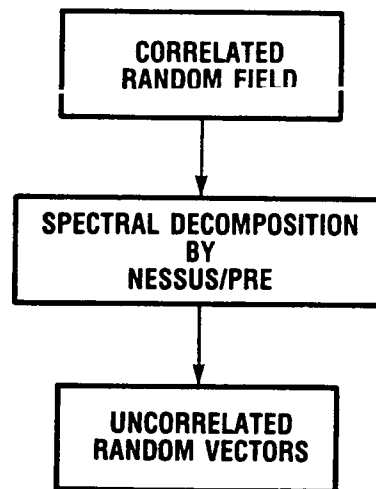 CORRELATED
RANDOM FIELD
SPECTRAL DECOMPOSITION
BY
NESSUS/PRE
UNCORRELATED
RANDOM VECTORS